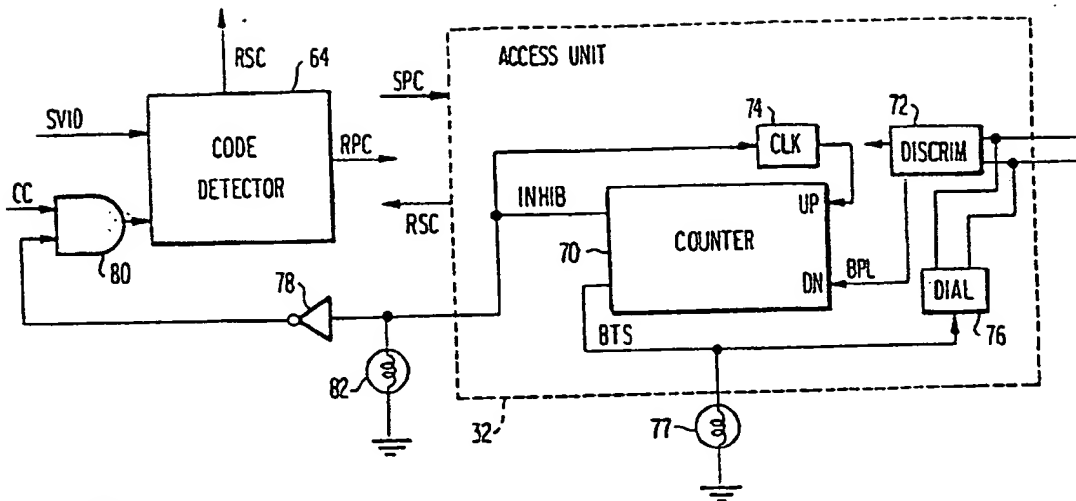 RSC
64
SVID
CODE
DETECTOR
RPC
CC
80
SPC
RSC
ACCESS UNIT
74
CLK
72
DISCRIM
INHIB
UP
70
COUNTER
DN
BPL
DIAL
76
BTS
78
82
32
77